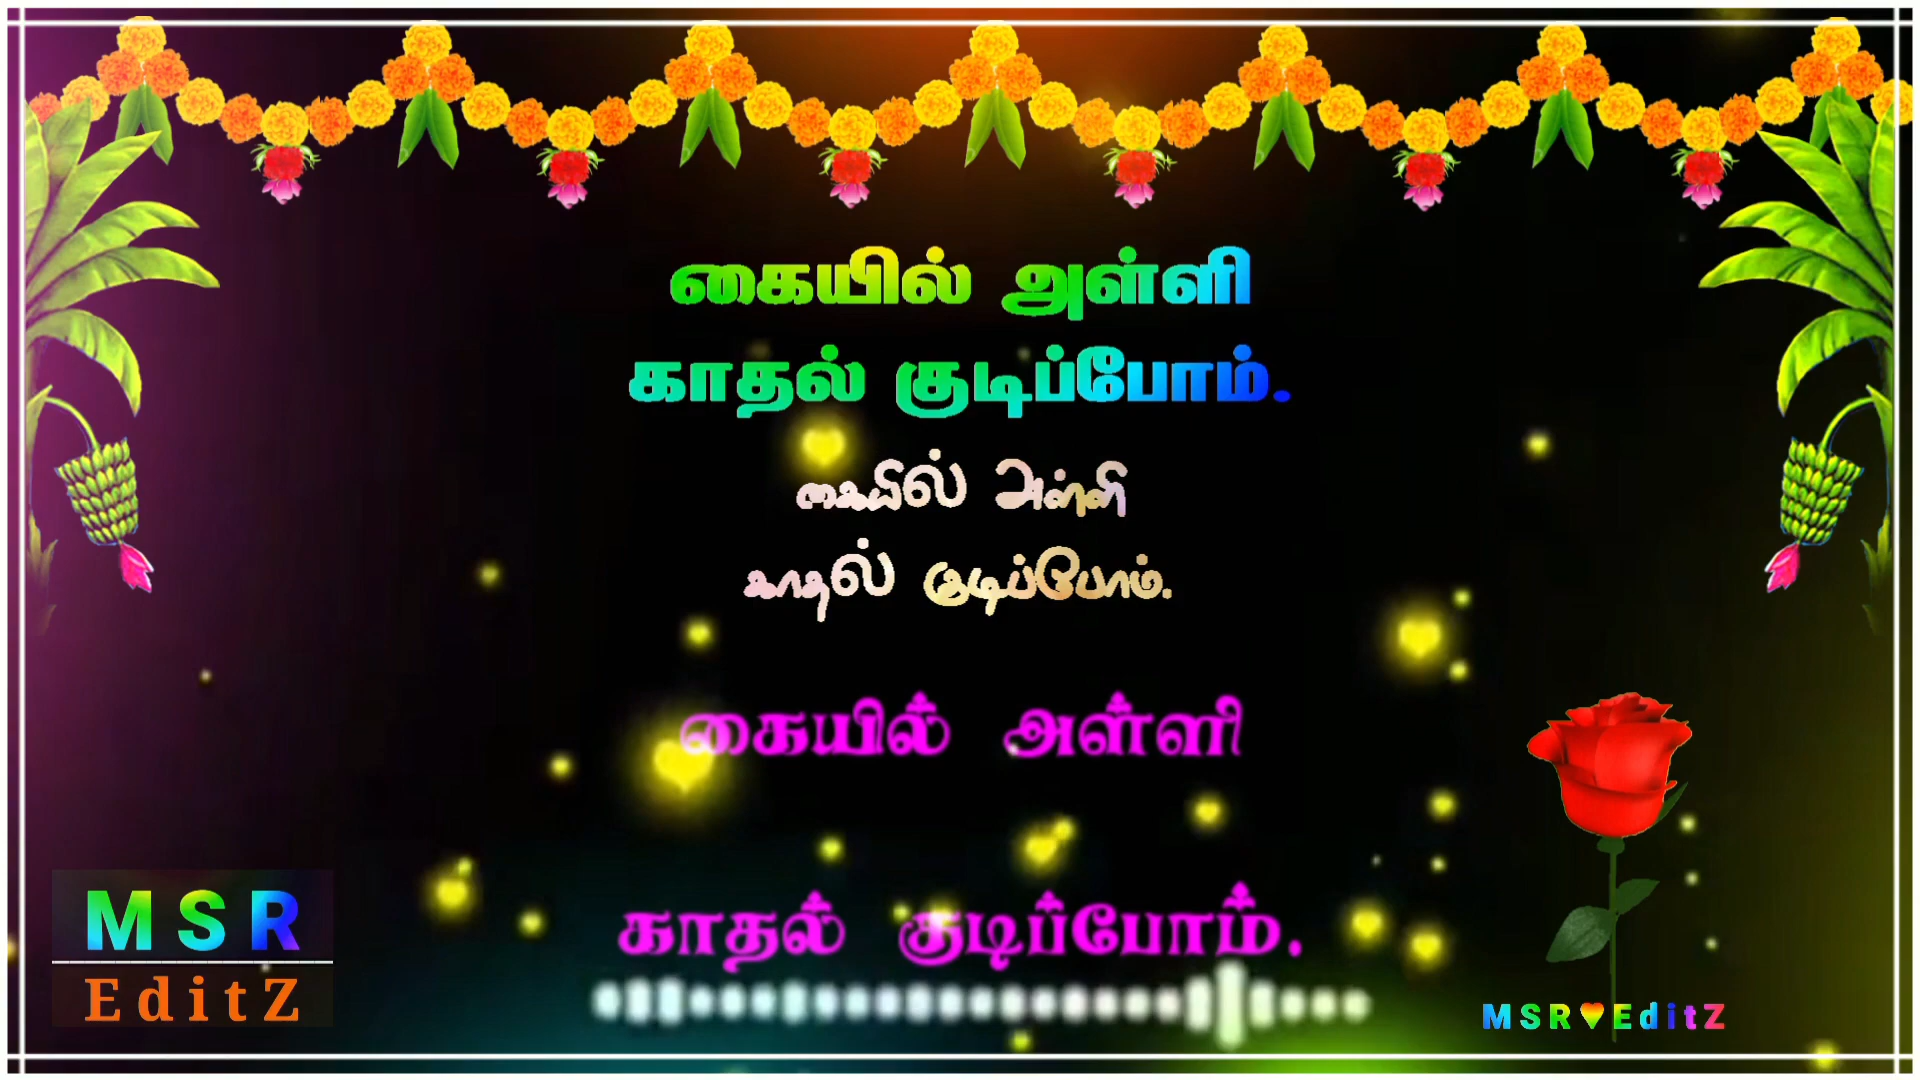 கையில் அள்ளி
காதல் குடிப்போம்.
கையில் அள்ளி
காதல் குடிப்போம்.
கையில் அள்ளி
காதல் குடிப்போம்.
MSR
EditZ
MSR♥EditZ